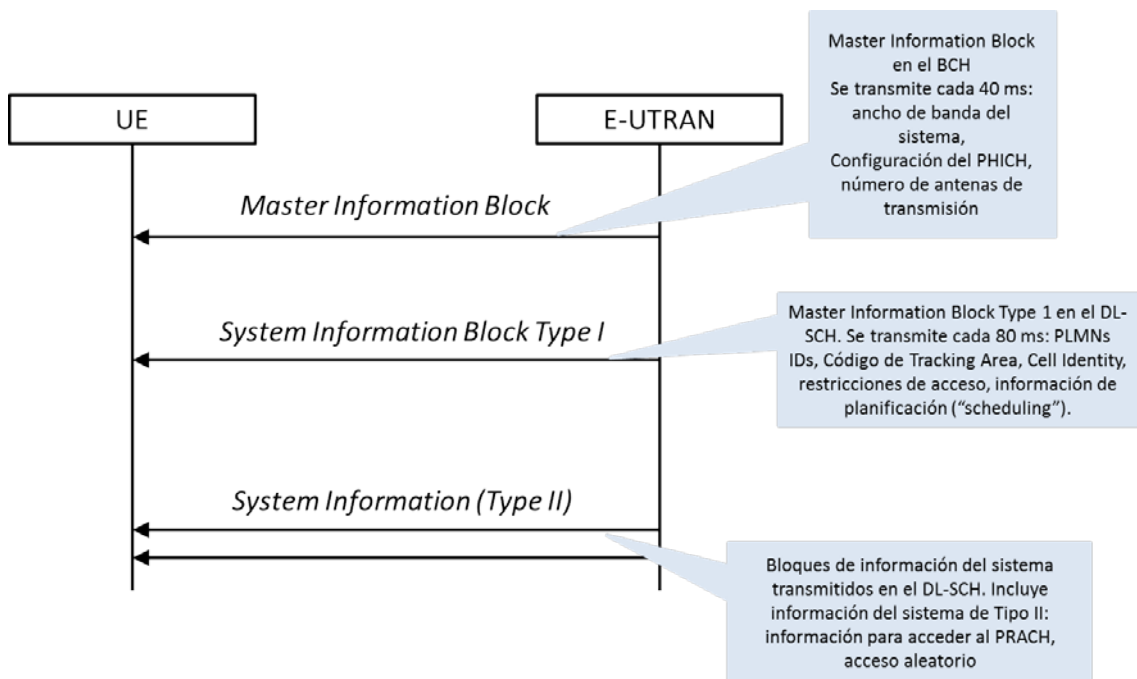 UE
E-UTRAN
Master Information Block
en el BCH
Se transmite cada 40 ms:
ancho de banda del
sistema,
Configuración del PHICH,
número de antenas de
transmisión
Master Information Block
System Information Block Type I
Master Information Block Type 1 en el DL-
SCH. Se transmite cada 80 ms: PLMNs
IDs, Código de Tracking Area, Cell Identity,
restricciones de acceso, información de
planificación (“scheduling”).
System Information (Type II)
Bloques de información del sistema
transmitidos en el DL-SCH. Incluye
información del sistema de Tipo II:
información para acceder al PRACH,
acceso aleatorio